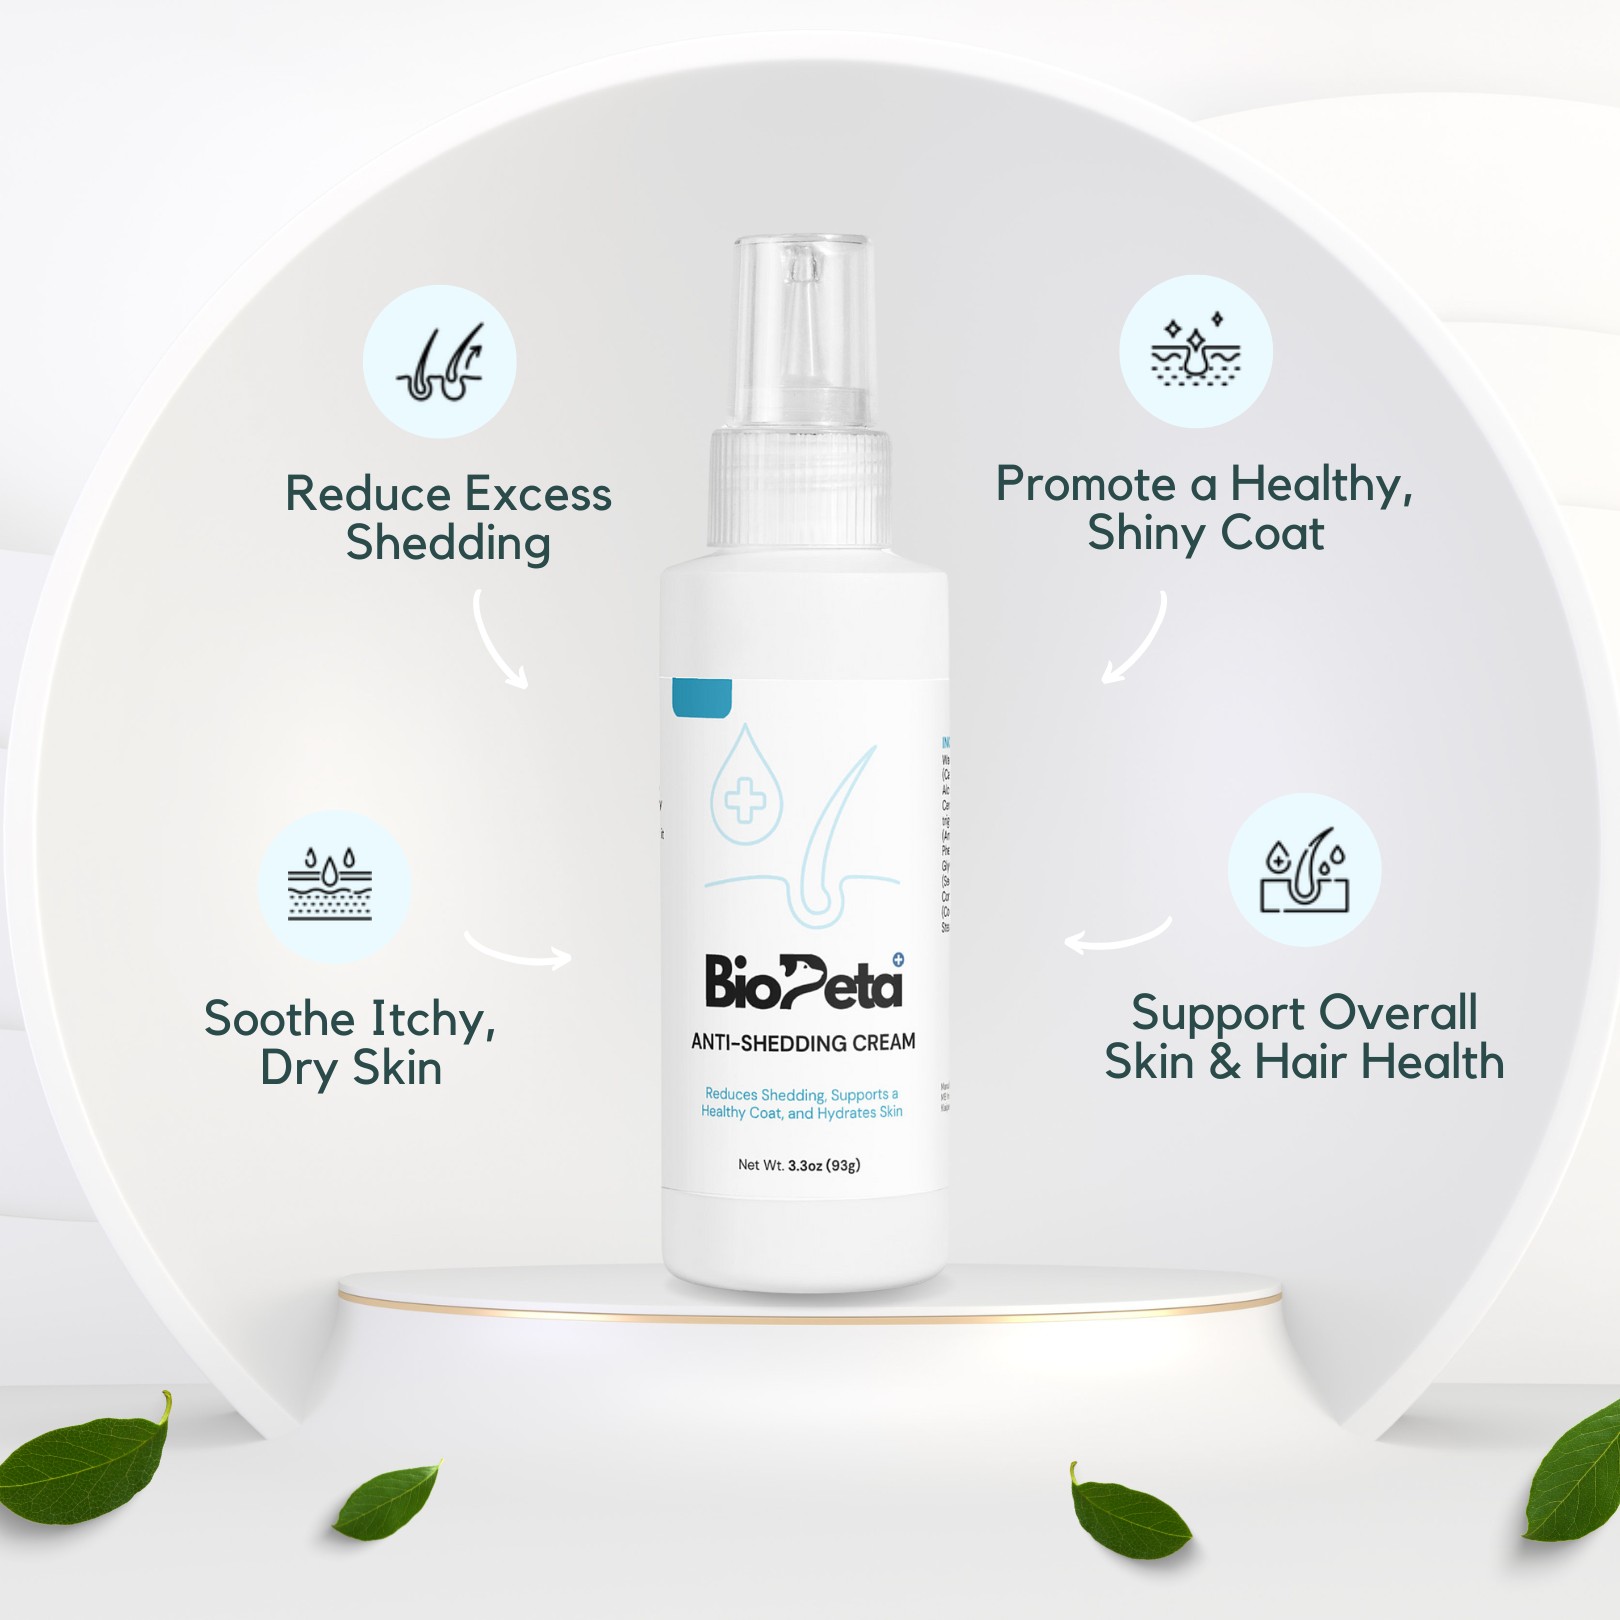 Reduce Excess
Shedding
Promote a Healthy,
Shiny Coat
Soothe Itchy,
Dry Skin
Support Overall
Skin & Hair Health
BioPeta
ANTI-SHEDDING CREAM
Reduces Shedding, Supports a
Healthy Coat, and Hydrates Skin
Net Wt. 3.3oz (93g)